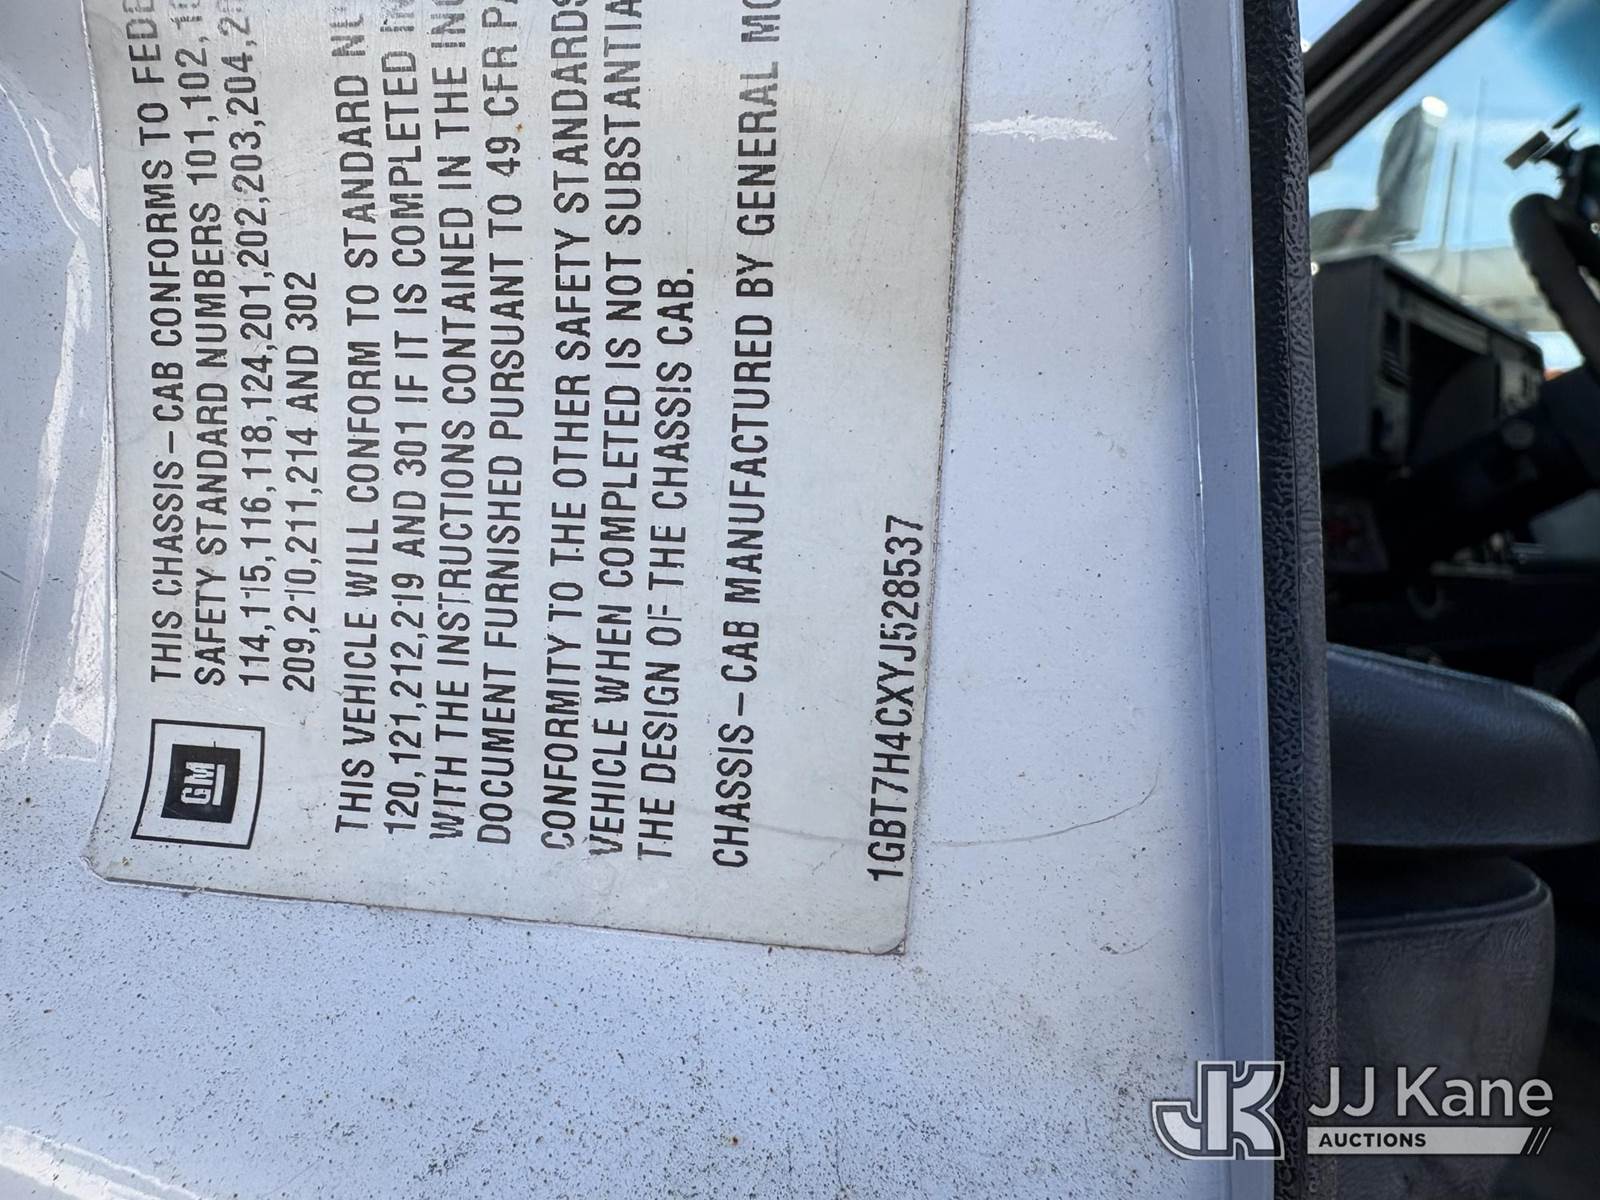 GM
THIS CHASSIS-CAB CONFORMS TO
SAFETY STANDARD NUMBERS 101,102,
114,115,116,118,124,201,202,203,204,
209,210,211,214 AND 302
THIS VEHICLE WILL CONFORM TO STANDARD
120,121,212,219 AND 301 IF IT IS COMPLETED
WITH THE INSTRUCTIONS CONTAINED IN THE
DOCUMENT FURNISHED PURSUANT TO 49 CFR
CONFORMITY TO THE OTHER SAFETY STANDARDS
VEHICLE WHEN COMPLETED IS NOT
THE DESIGN OF THE CHASSIS CAB.
CHASSIS-CAB MANUFACTURED BY GENERAL
1GBT7H4CXYJ528537
JK JJ Kane
AUCTIONS